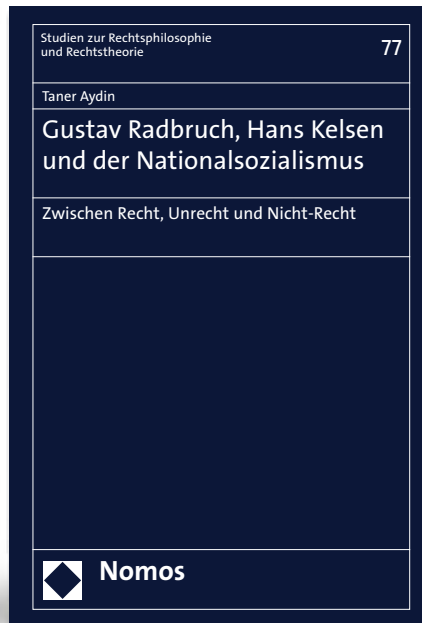 Studien zur Rechtsphilosophie
und Rechtstheorie
77
Taner Aydin
Gustav Radbruch, Hans Kelsen
und der Nationalsozialismus
Zwischen Recht, Unrecht und Nicht-Recht
Nomos